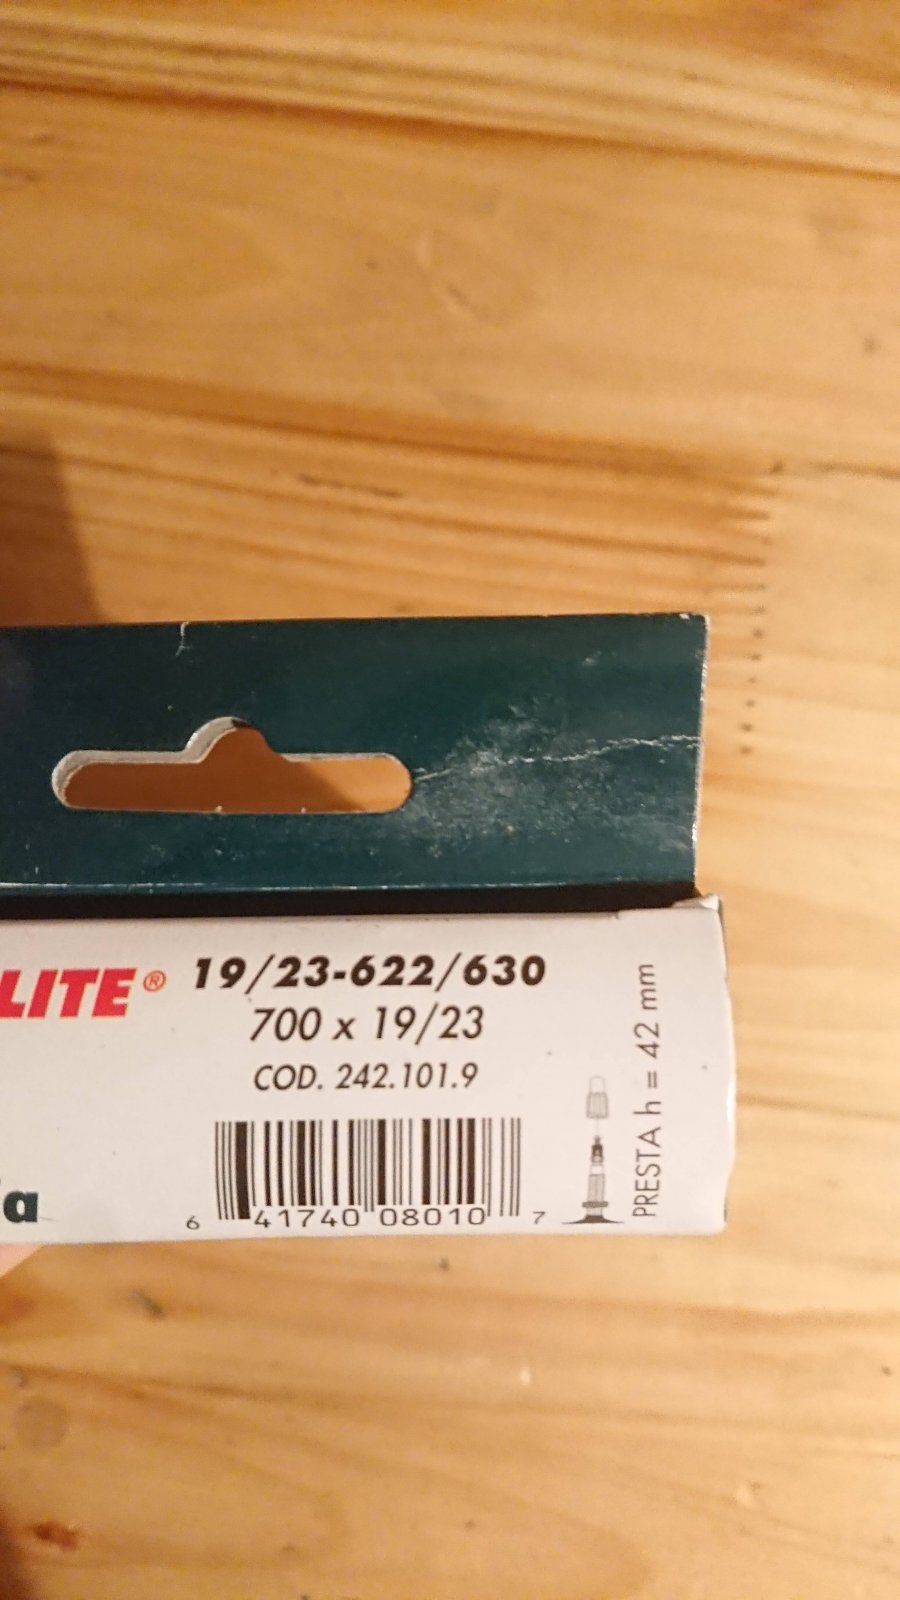 LITE® 19/23-622/630
700 x 19/23
COD. 242.101.9
a
6 41740 08010 7
PRESTA h = 42 mm